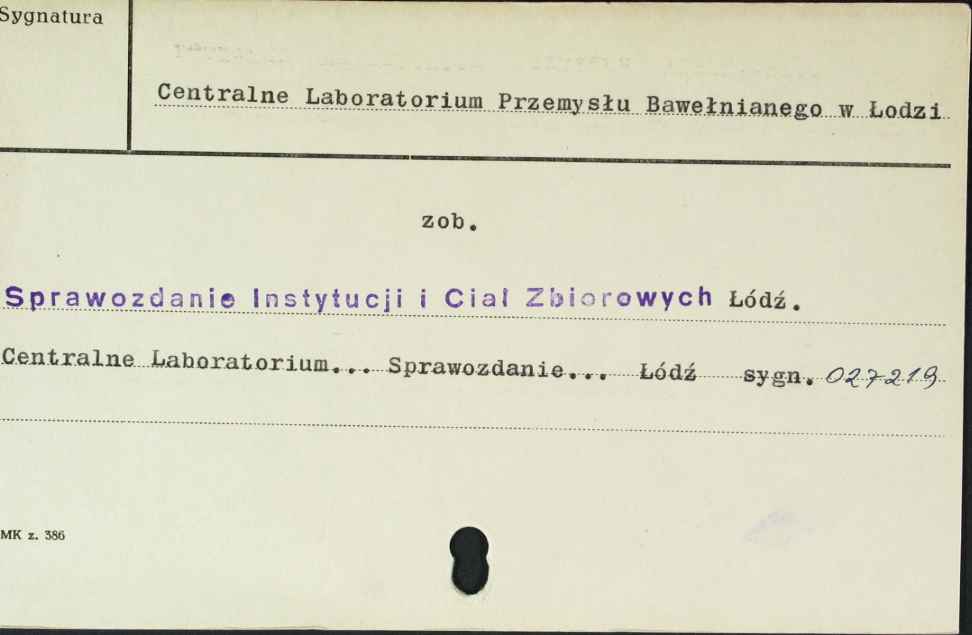 Sygnatura
Centralne Laboratorium Przemysłu Bawełnianego w Łodzi
zob.
Sprawozdanie Instytucji i Ciał Zbiorowych Łódź.
Centralne Laboratorium... Sprawozdanie... Łódź sygn. 027219
MK z. 386